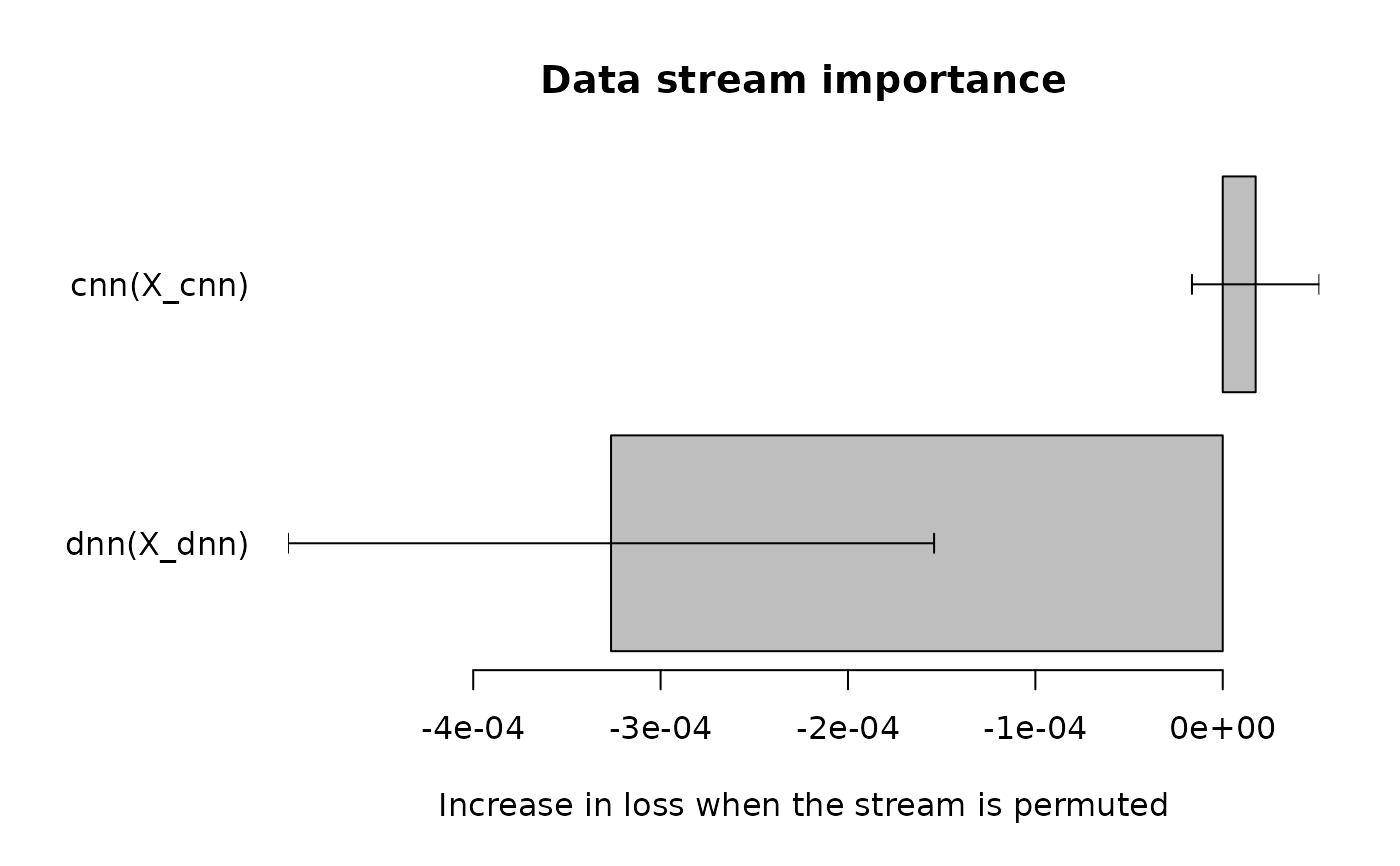 Data stream importance
cnn(X_cnn)
dnn(X_dnn)
-4e-04 -3e-04 -2e-04 -1e-04 0e+00
Increase in loss when the stream is permuted